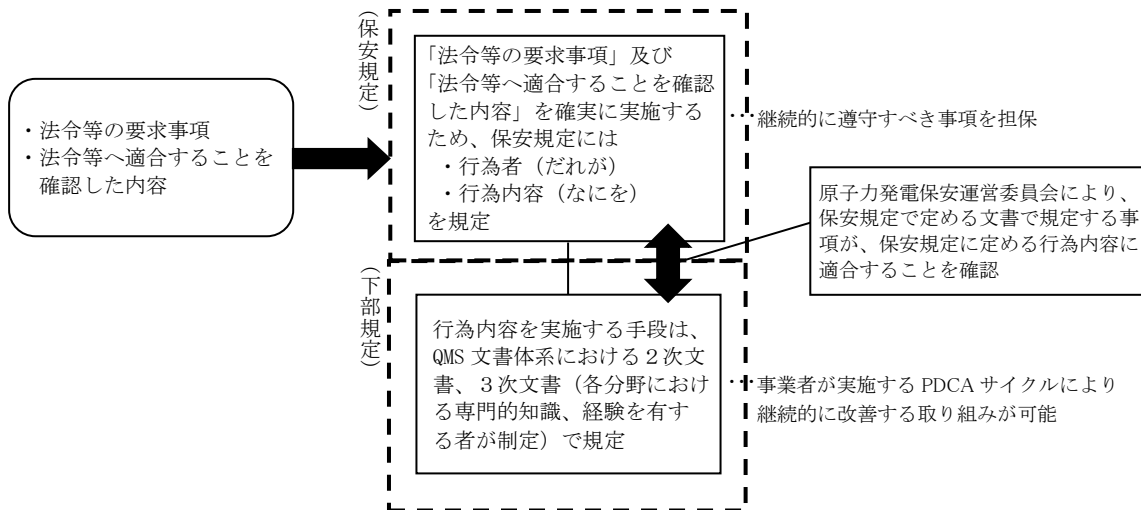 ・法令等の要求事項
・法令等へ適合することを
確認した内容
（保安規定）
「法令等の要求事項」及び
「法令等へ適合することを確認
した内容」を確実に実施する
ため、保安規定には
・行為者（だれが）
・行為内容（なにを）
を規定
…継続的に遵守すべき事項を担保
原子力発電保安運営委員会により、
保安規定で定める文書で規定する事
項が、保安規定に定める行為内容に
適合することを確認
（下部規定）
行為内容を実施する手段は、
QMS 文書体系における２次文
書、３次文書（各分野におけ
る専門的知識、経験を有す
る者が制定）で規定
…事業者が実施する PDCA サイクルにより
継続的に改善する取り組みが可能